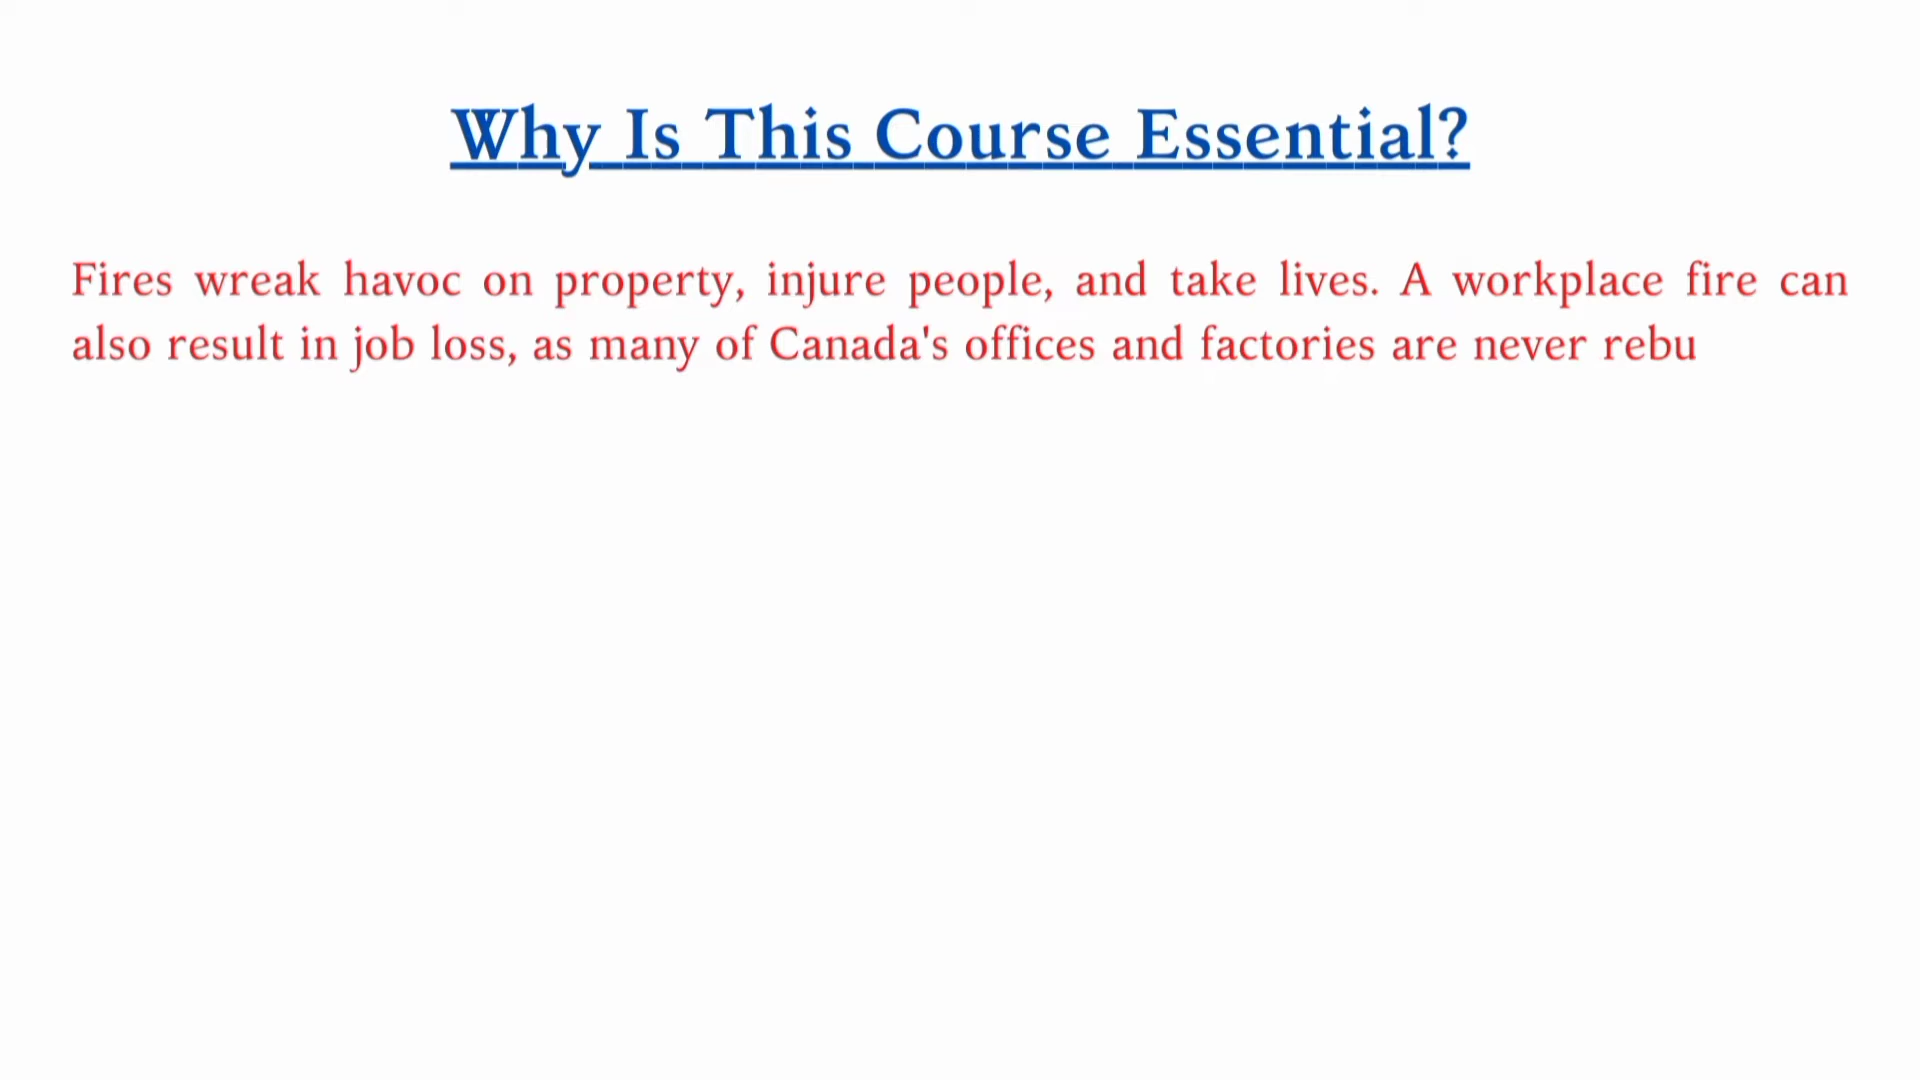 Why Is This Course Essential?
Fires wreak havoc on property, injure people, and take lives. A workplace fire can
also result in job loss, as many of Canada's offices and factories are never rebu